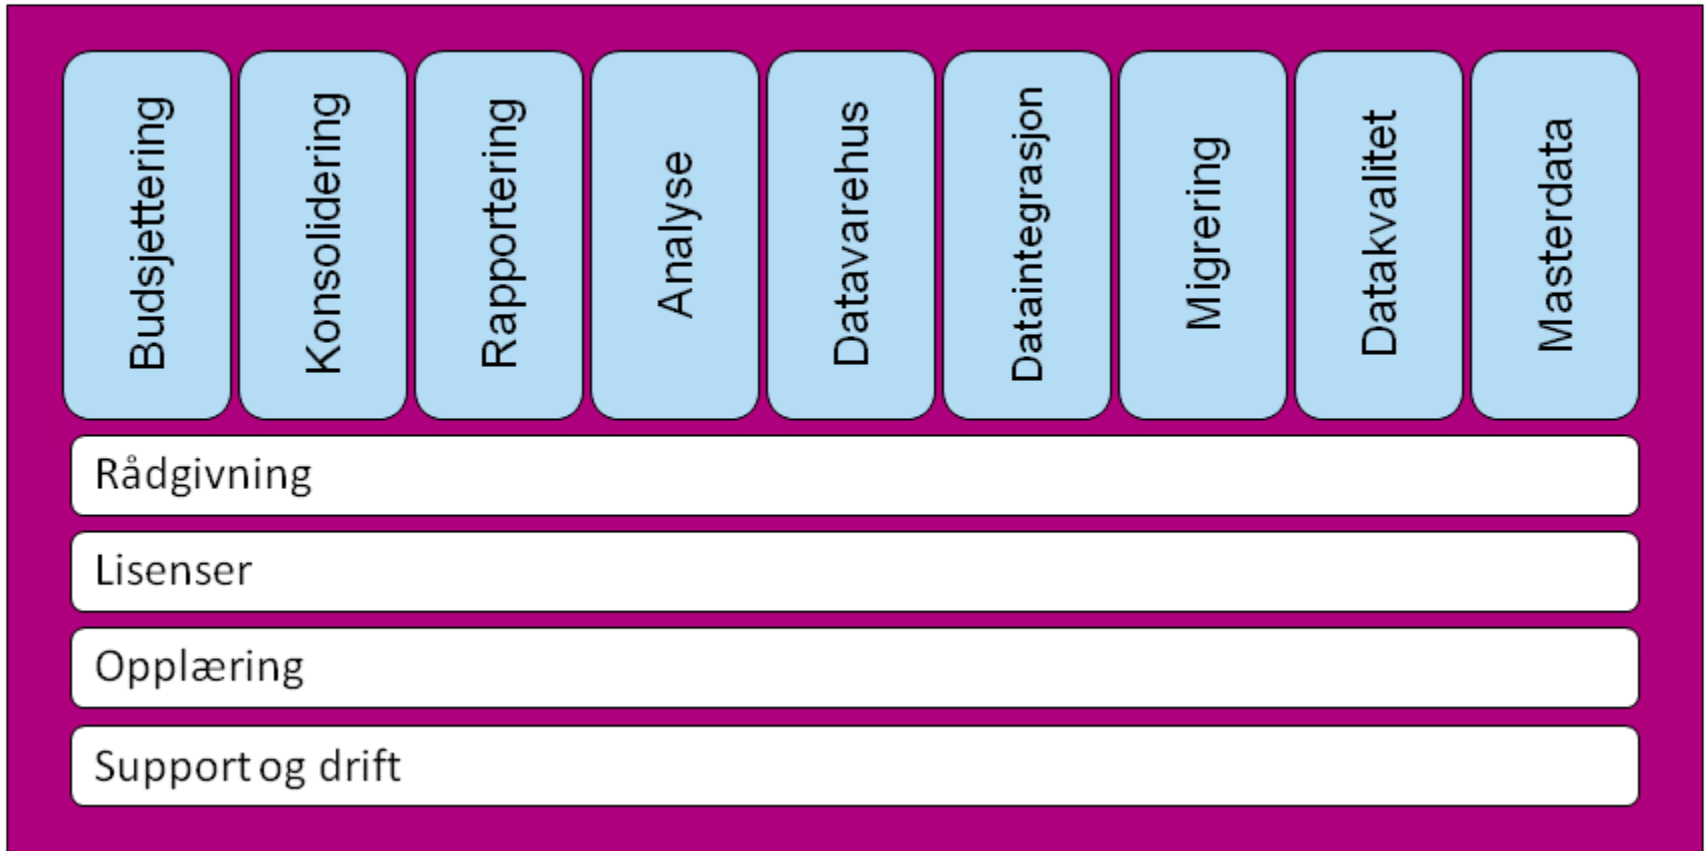 Budsjettering
Konsolidering
Rapportering
Analyse
Datavarehus
Dataintegrasjon
Migrering
Datakvalitet
Masterdata
Rådgivning
Lisenser
Opplæring
Support og drift